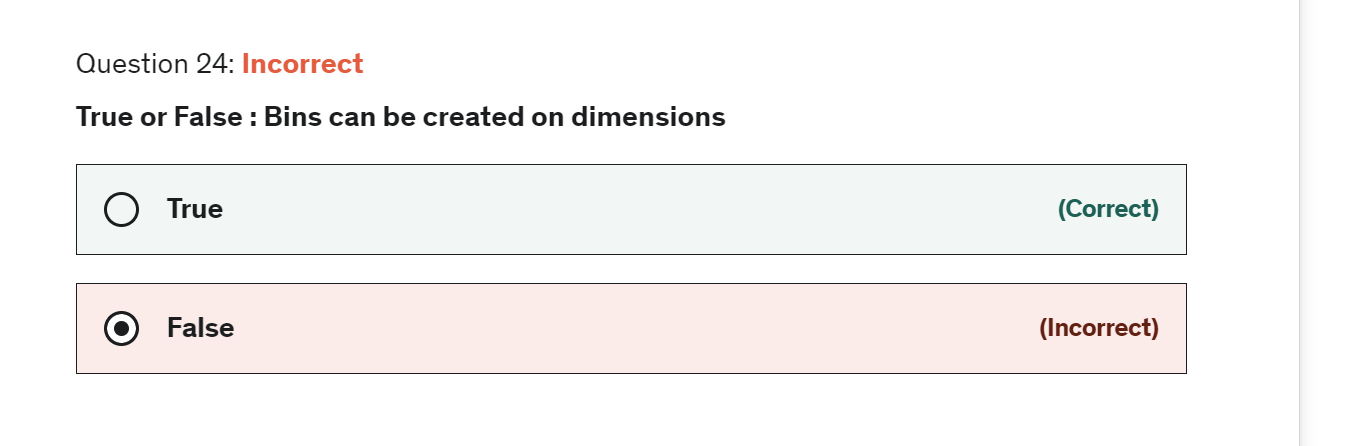 Question 24: Incorrect
True or False : Bins can be created on dimensions
True (Correct)
False (Incorrect)